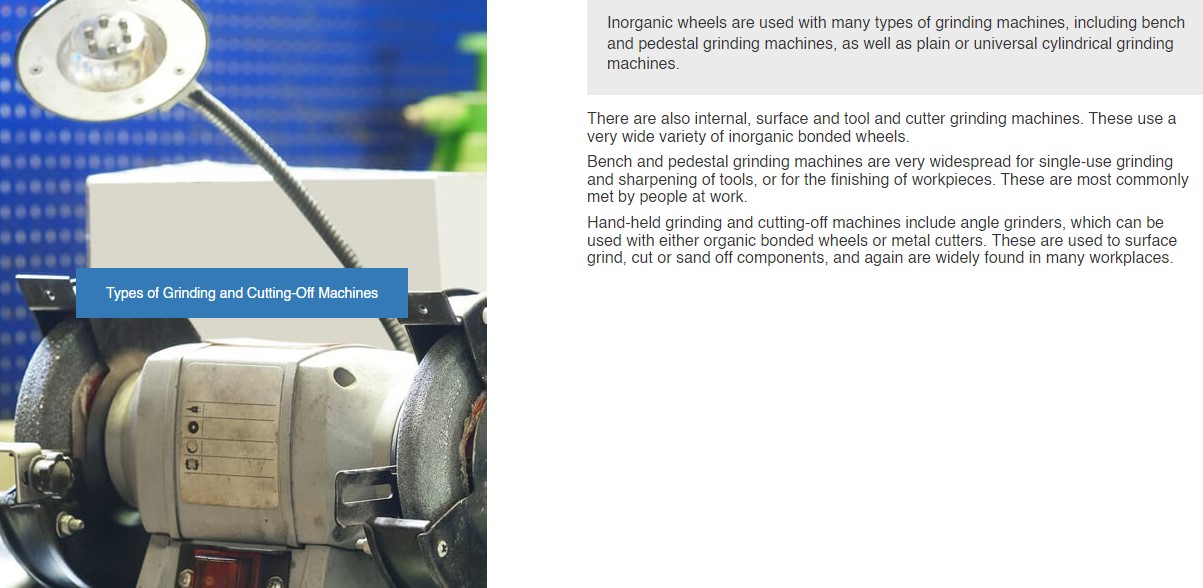 Inorganic wheels are used with many types of grinding machines, including bench
and pedestal grinding machines, as well as plain or universal cylindrical grinding
machines.
There are also internal, surface and tool and cutter grinding machines. These use a
very wide variety of inorganic bonded wheels.
Bench and pedestal grinding machines are very widespread for single-use grinding
and sharpening of tools, or for the finishing of workpieces. These are most commonly
met by people at work.
Hand-held grinding and cutting-off machines include angle grinders, which can be
used with either organic bonded wheels or metal cutters. These are used to surface
grind, cut or sand off components, and again are widely found in many workplaces.
Types of Grinding and Cutting-Off Machines